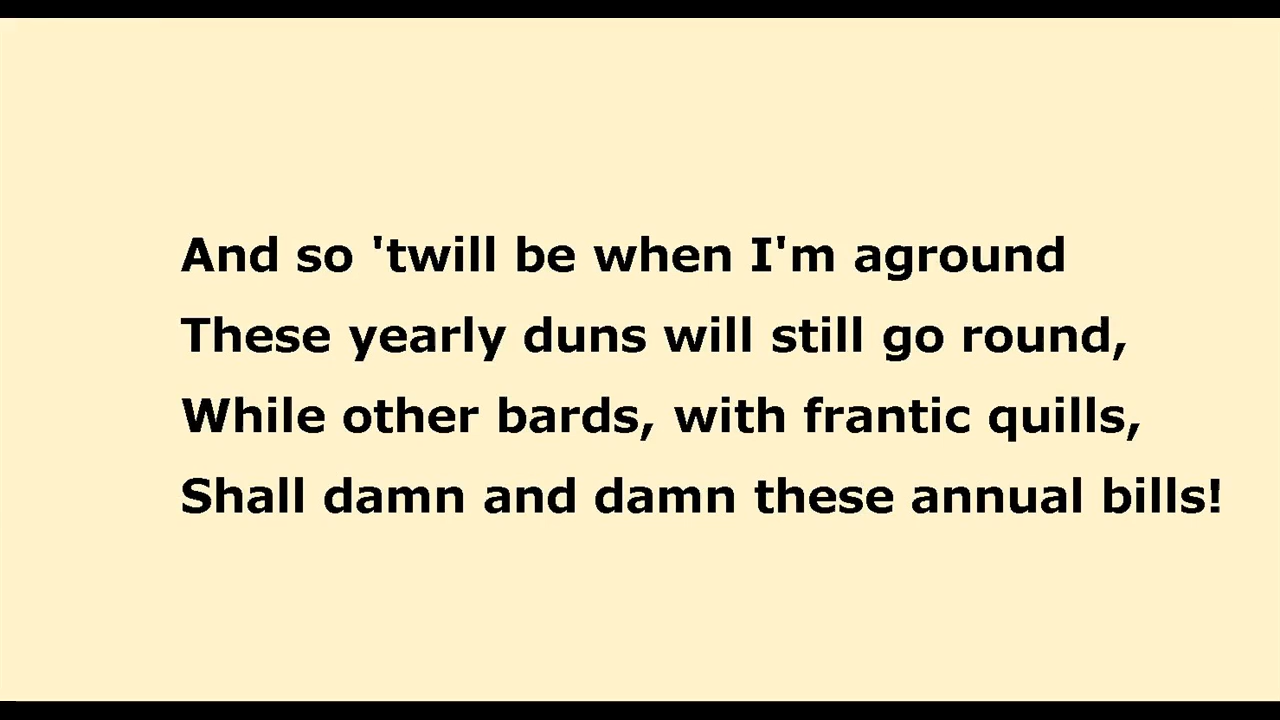 And so 'twill be when I'm aground
These yearly duns will still go round,
While other bards, with frantic quills,
Shall damn and damn these annual bills!